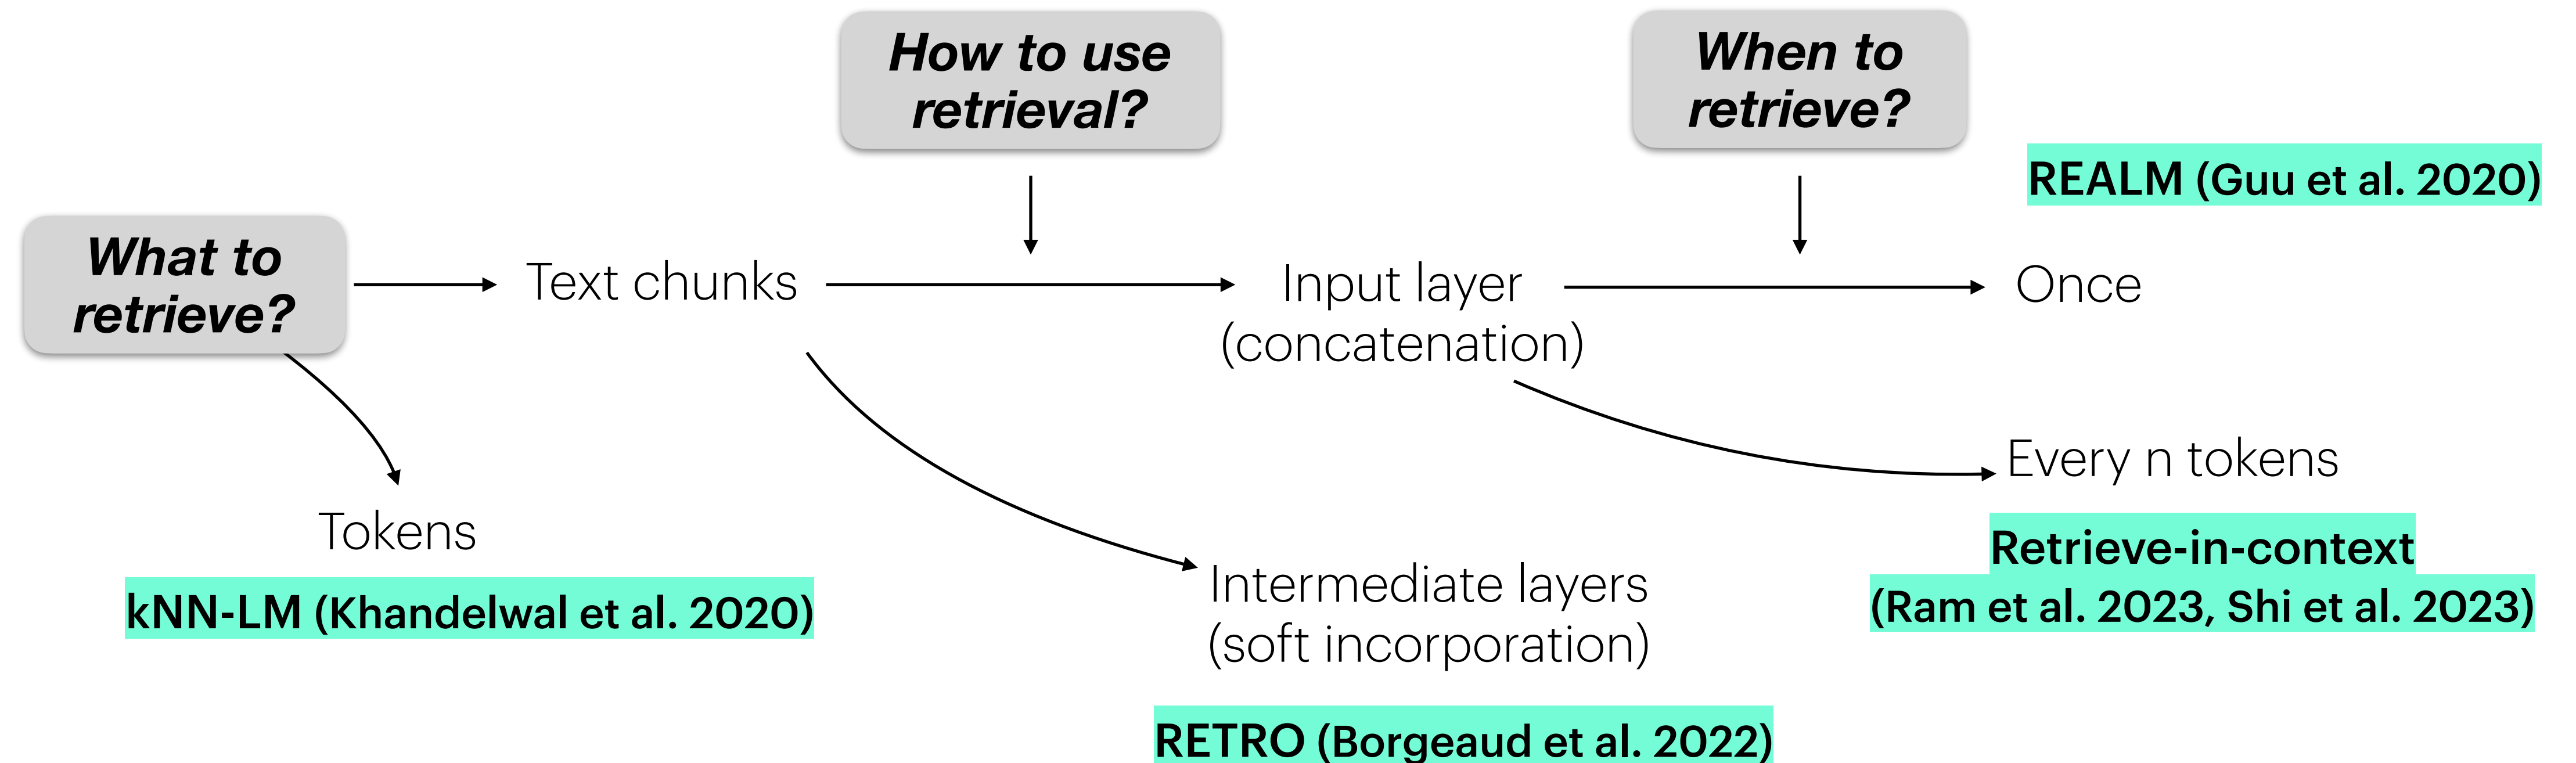 How to use
retrieval?
When to
retrieve?
REALM (Guu et al. 2020)
What to
retrieve?
Text chunks
Input layer
(concatenation)
Once
Every n tokens
Tokens
Retrieve-in-context
(Ram et al. 2023, Shi et al. 2023)
kNN-LM (Khandelwal et al. 2020)
Intermediate layers
(soft incorporation)
RETRO (Borgeaud et al. 2022)